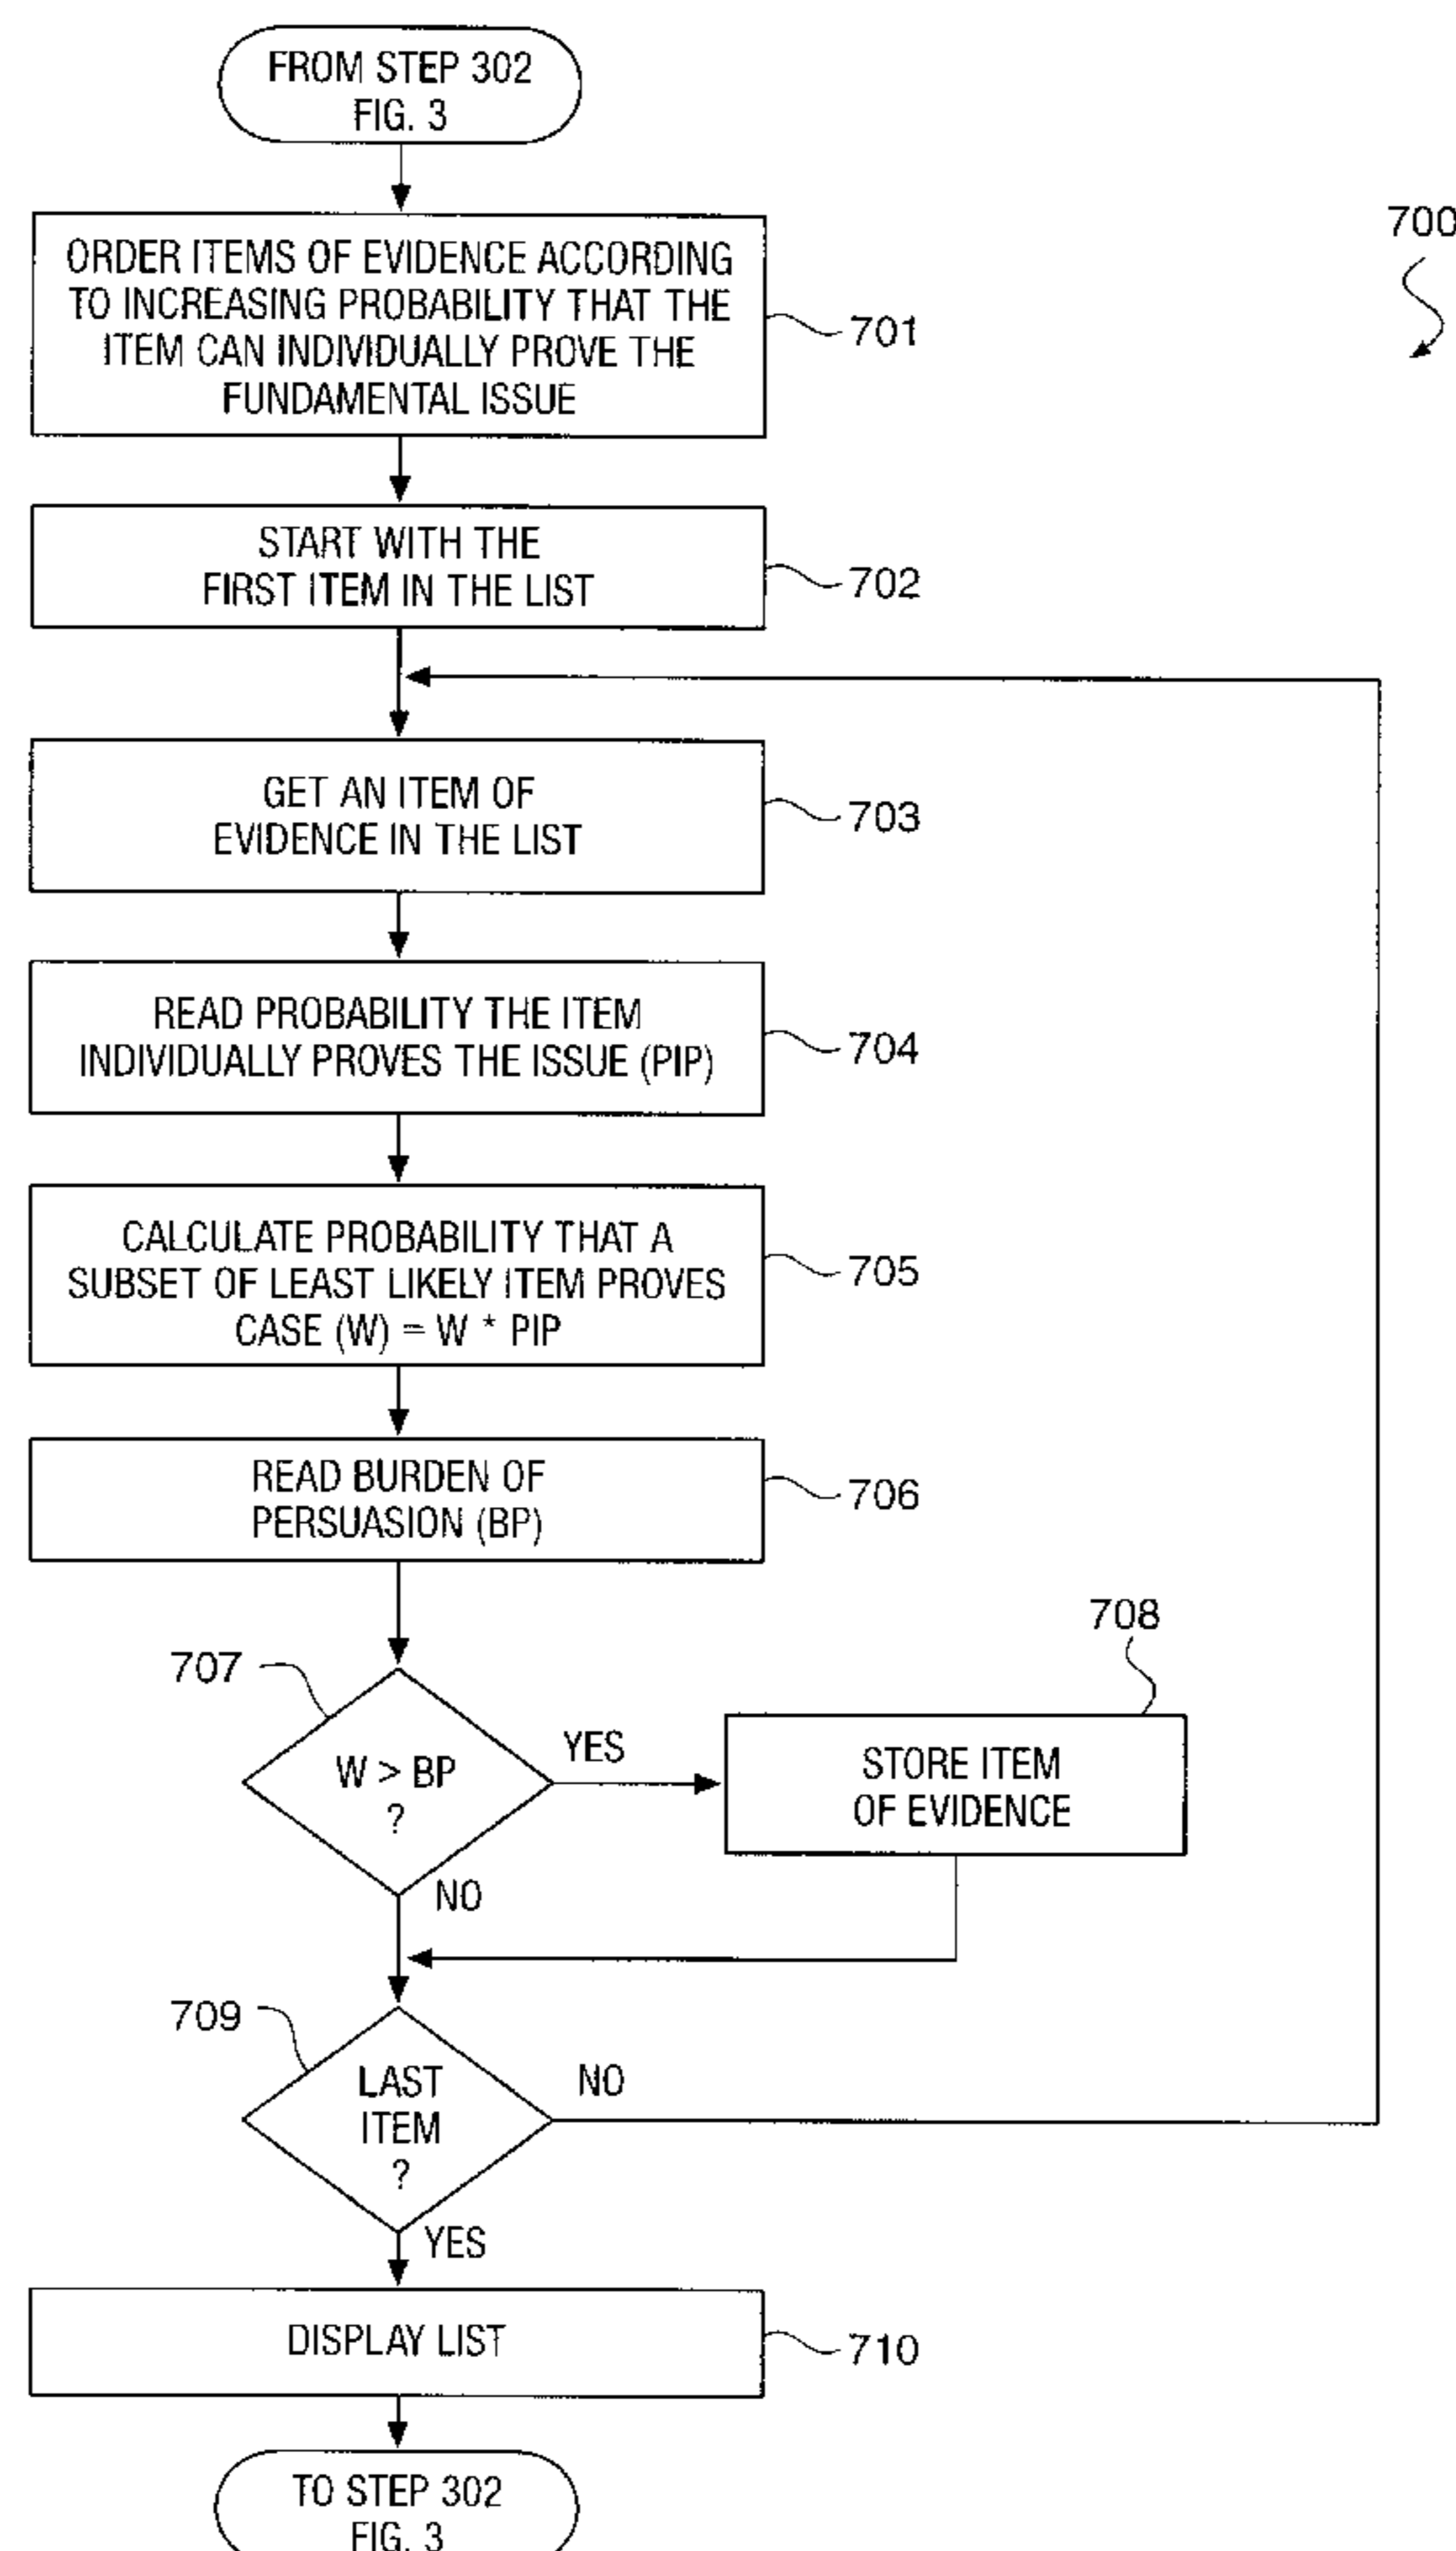 FROM STEP 302
FIG. 3
700
ORDER ITEMS OF EVIDENCE ACCORDING
TO INCREASING PROBABILITY THAT THE
ITEM CAN INDIVIDUALLY PROVE THE
FUNDAMENTAL ISSUE
701
START WITH THE
FIRST ITEM IN THE LIST
702
GET AN ITEM OF
EVIDENCE IN THE LIST
703
READ PROBABILITY THE ITEM
INDIVIDUALLY PROVES THE ISSUE (PIP)
704
CALCULATE PROBABILITY THAT A
SUBSET OF LEAST LIKELY ITEM PROVES
CASE (W) = W * PIP
705
READ BURDEN OF
PERSUASION (BP)
706
707
W > BP
?
YES
NO
708
STORE ITEM
OF EVIDENCE
709
LAST
ITEM
?
NO
YES
DISPLAY LIST
710
TO STEP 302
FIG. 3